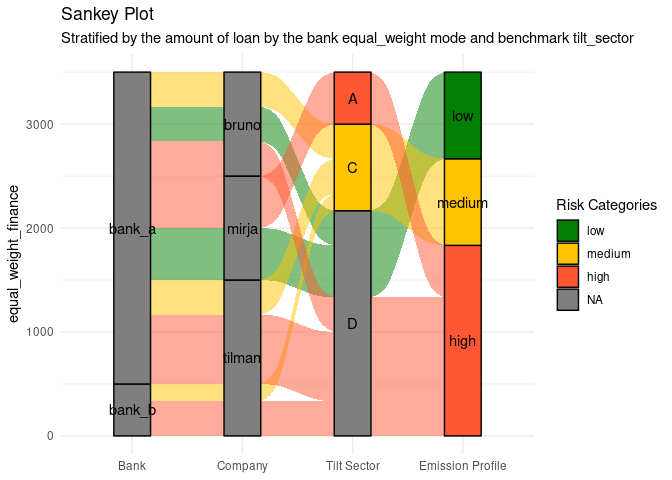 Sankey Plot
Stratified by the amount of loan by the bank equal_weight mode and benchmark tilt_sector
equal_weight_finance
3000
2000
1000
0
bank_a
bank_b
bruno
mirja
tilman
A
C
D
low
medium
high
Bank
Company
Tilt Sector
Emission Profile
Risk Categories
low
medium
high
NA